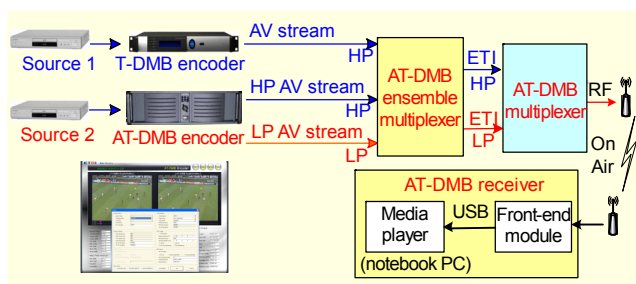 AV stream
HP
Source 1
T-DMB encoder
HP AV stream
HP
Source 2
AT-DMB encoder
LP AV stream
LP
AT-DMB
ensemble
multiplexer
ETI
HP
ETI
LP
AT-DMB
multiplexer
RF
On
Air
AT-DMB receiver
Media
player
USB
Front-end
module
(notebook PC)